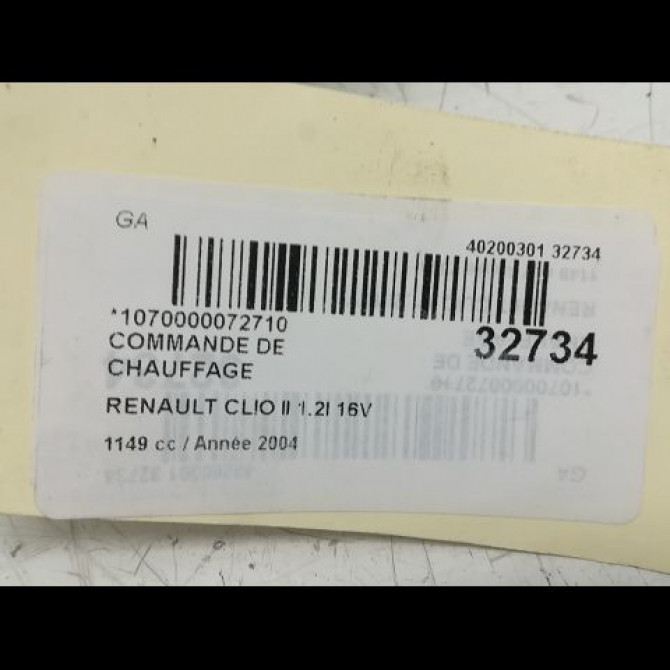 GA
40200301 32734
*1070000072710
32734
COMMANDE DE
CHAUFFAGE
RENAULT CLIO II 1.2I 16V
1149 cc / Année 2004